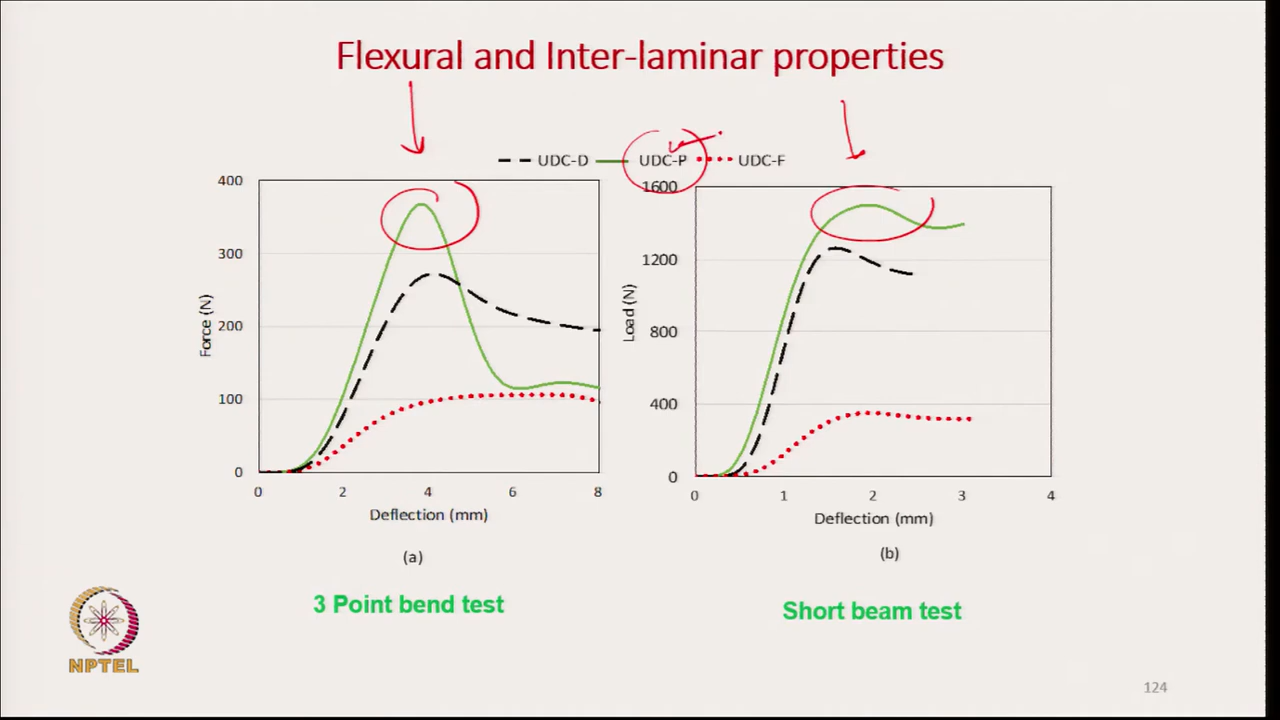 Flexural and Inter-laminar properties
UDC-D UDC-P UDC-F
400
300
200
100
0
Force (N)
0 2 4 6 8
Deflection (mm)
(a)
3 Point bend test
1600
1200
800
400
0
Load (N)
0 1 2 3 4
Deflection (mm)
(b)
Short beam test
NPTEL
124